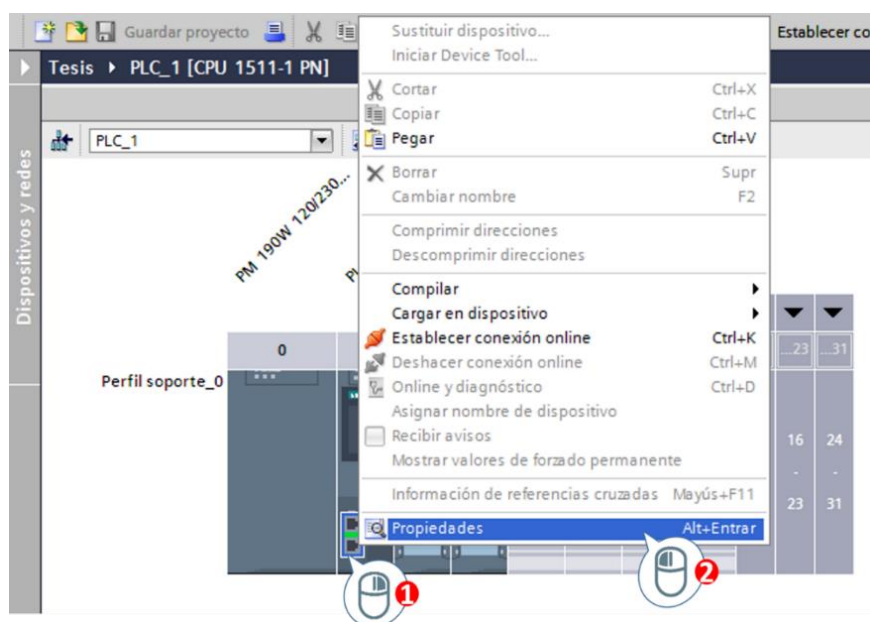 Guardar proyecto
Establecer co
Tesis ▸ PLC_1 [CPU 1511-1 PN]
PLC_1
Dispositivos y redes
PM 190W 120/230...
0
Perfil soporte_0
Sustituir dispositivo...
Iniciar Device Tool...
Cortar Ctrl+X
Copiar Ctrl+C
Pegar Ctrl+V
Borrar Supr
Cambiar nombre F2
Comprimir direcciones
Descomprimir direcciones
Compilar
Cargar en dispositivo
Establecer conexión online Ctrl+K
Deshacer conexión online Ctrl+M
Online y diagnóstico Ctrl+D
Asignar nombre de dispositivo
Recibir avisos
Mostrar valores de forzado permanente
Información de referencias cruzadas Mayús+F11
Propiedades Alt+Entrar
...23 ...31
16 24
- -
23 31
1
2